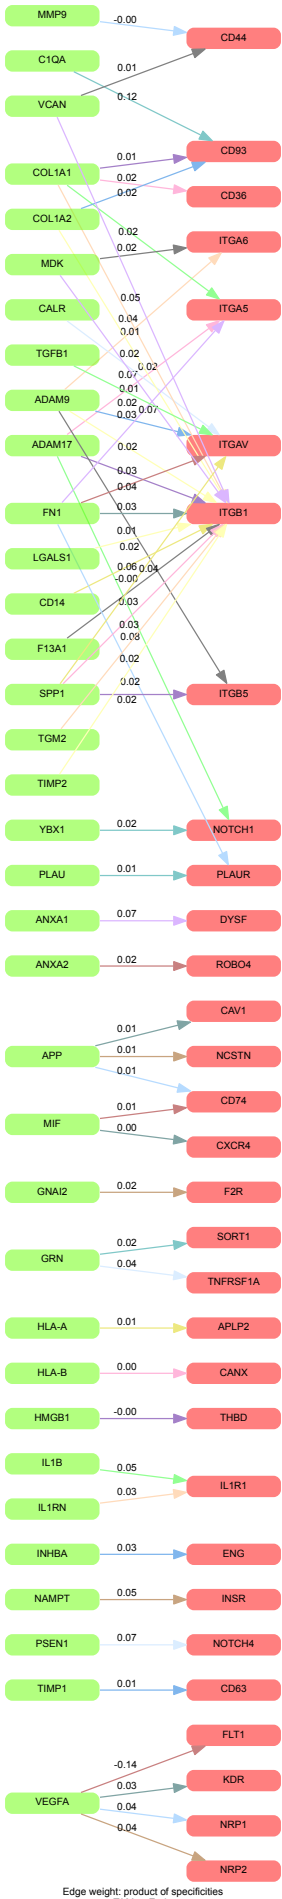 MMP9
-0.00
CD44
C1QA
0.01
VCAN
0.12
CD93
COL1A1
0.01
0.02
CD36
COL1A2
0.02
0.02
ITGA6
MDK
0.02
CALR
0.05
ITGA5
0.04
0.01
TGFB1
0.02
0.02
0.07
ADAM9
0.01
0.02
0.07
0.03
ADAM17
0.02
ITGAV
0.03
0.04
FN1
0.03
ITGB1
0.01
LGALS1
0.02
0.06
0.04
-0.00
CD14
0.03
F13A1
0.03
0.03
0.02
SPP1
0.02
ITGB5
0.02
TGM2
TIMP2
YBX1
0.02
NOTCH1
PLAU
0.01
PLAUR
ANXA1
0.07
DYSF
ANXA2
0.02
ROBO4
CAV1
0.01
APP
0.01
NCSTN
0.01
CD74
MIF
0.01
0.00
CXCR4
GNAI2
0.02
F2R
SORT1
GRN
0.02
0.04
TNFRSF1A
HLA-A
0.01
APLP2
HLA-B
0.00
CANX
HMGB1
-0.00
THBD
IL1B
0.05
IL1R1
IL1RN
0.03
INHBA
0.03
ENG
NAMPT
0.05
INSR
PSEN1
0.07
NOTCH4
TIMP1
0.01
CD63
FLT1
-0.14
KDR
VEGFA
0.03
0.04
NRP1
0.04
NRP2
Edge weight: product of specificities